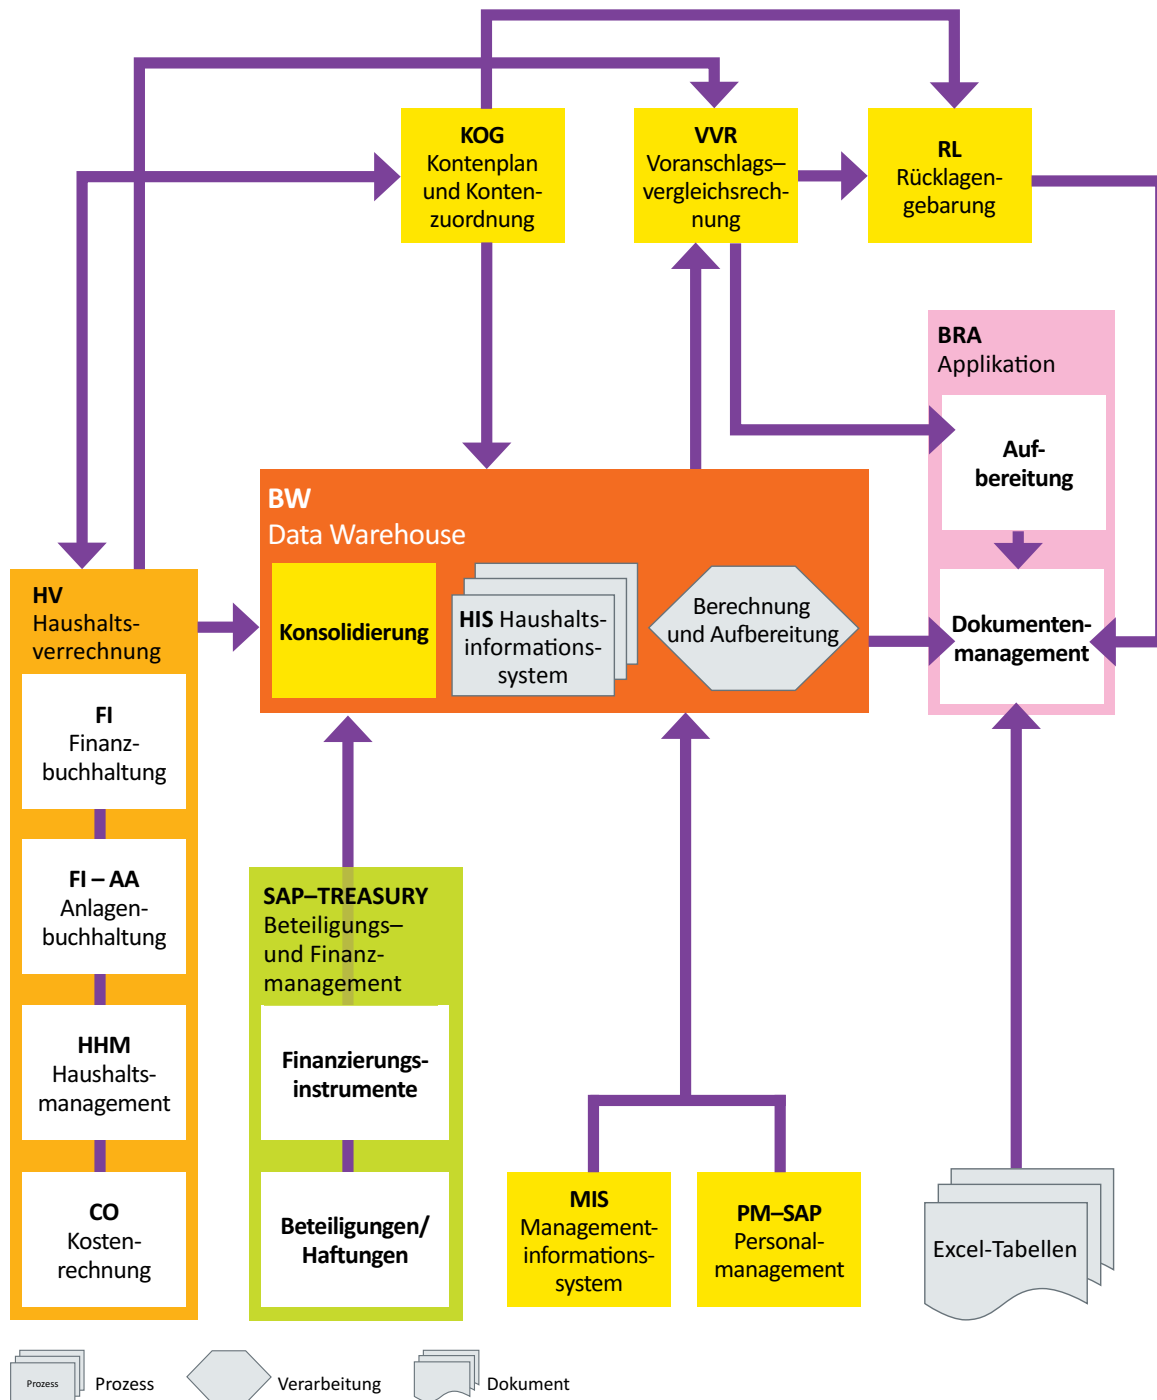 KOG
Kontenplan
und Konten-
zuordnung
VVR
Voranschlags–
vergleichsrech-
nung
RL
Rücklagen-
gebarung
BRA
Applikation
Auf-
bereitung
Dokumenten-
management
BW
Data Warehouse
Konsolidierung
HIS Haushalts-
informations-
system
Berechnung
und Aufbereitung
HV
Haushalts-
verrechnung
FI
Finanz-
buchhaltung
FI – AA
Anlagen-
buchhaltung
HHM
Haushalts-
management
CO
Kosten-
rechnung
SAP–TREASURY
Beteiligungs–
und Finanz-
management
Finanzierungs-
instrumente
Beteiligungen/
Haftungen
MIS
Management-
informations-
system
PM–SAP
Personal-
management
Excel-Tabellen
Prozess
Prozess
Verarbeitung
Dokument